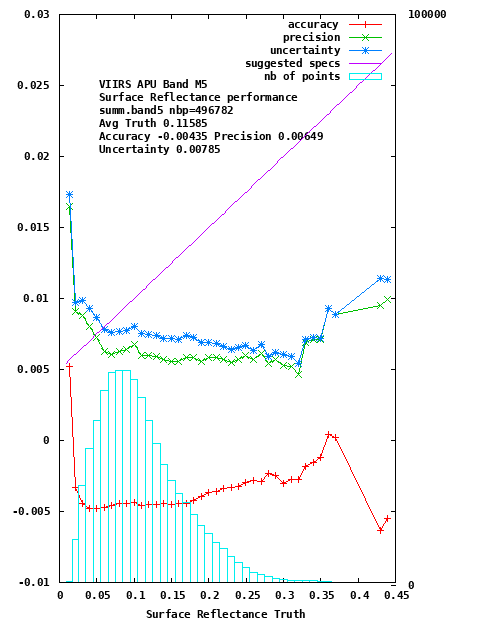 0.03
100000
accuracy
precision
uncertainty
suggested specs
nb of points
VIIRS APU Band M5
Surface Reflectance performance
summ.band5 nbp=496782
Avg Truth 0.11585
Accuracy -0.00435 Precision 0.00649
Uncertainty 0.00785
0.025
0.02
0.015
0.01
0.005
0
-0.005
-0.01
0
0 0.05 0.1 0.15 0.2 0.25 0.3 0.35 0.4 0.45
Surface Reflectance Truth